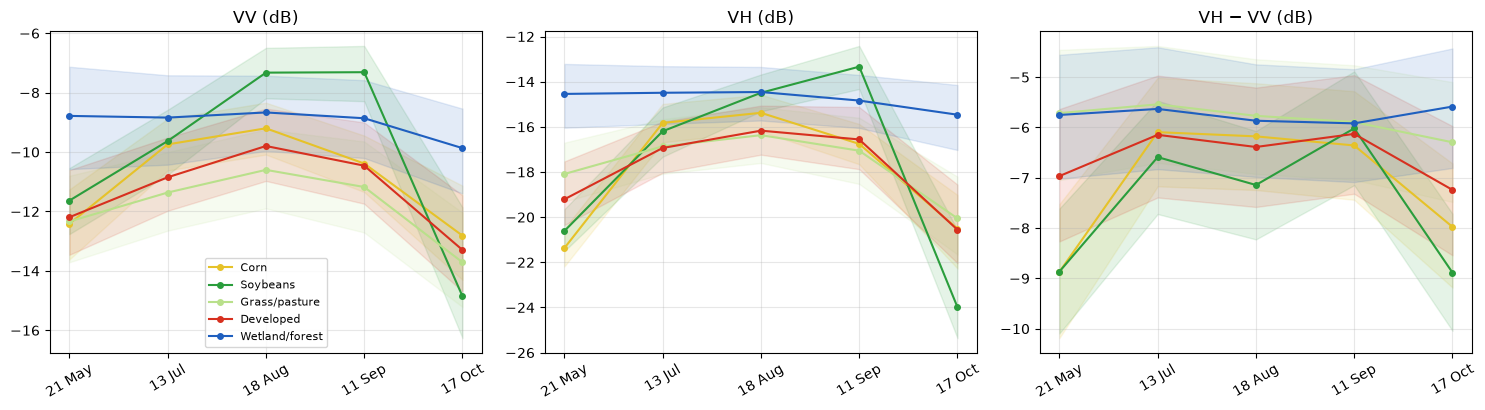 VV (dB)
−6
−8
−10
−12
−14
−16
Corn
Soybeans
Grass/pasture
Developed
Wetland/forest
21 May
13 Jul
18 Aug
11 Sep
17 Oct
VH (dB)
−12
−14
−16
−18
−20
−22
−24
−26
21 May
13 Jul
18 Aug
11 Sep
17 Oct
VH − VV (dB)
−5
−6
−7
−8
−9
−10
21 May
13 Jul
18 Aug
11 Sep
17 Oct